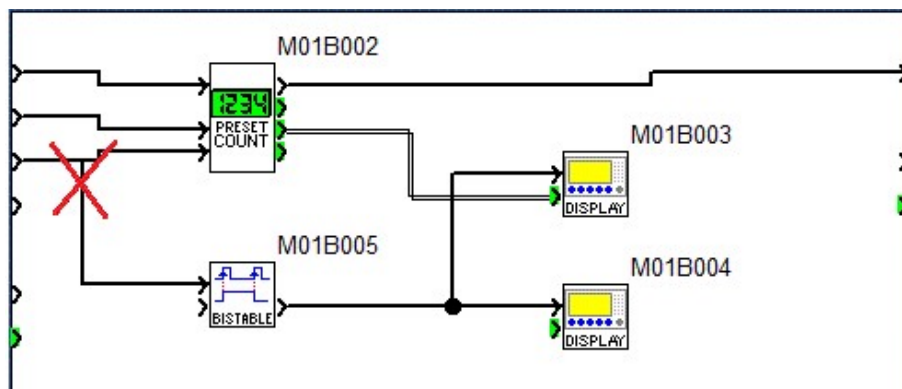 M01B002
1234
PRESET
COUNT
M01B003
DISPLAY
M01B005
BISTABLE
M01B004
DISPLAY